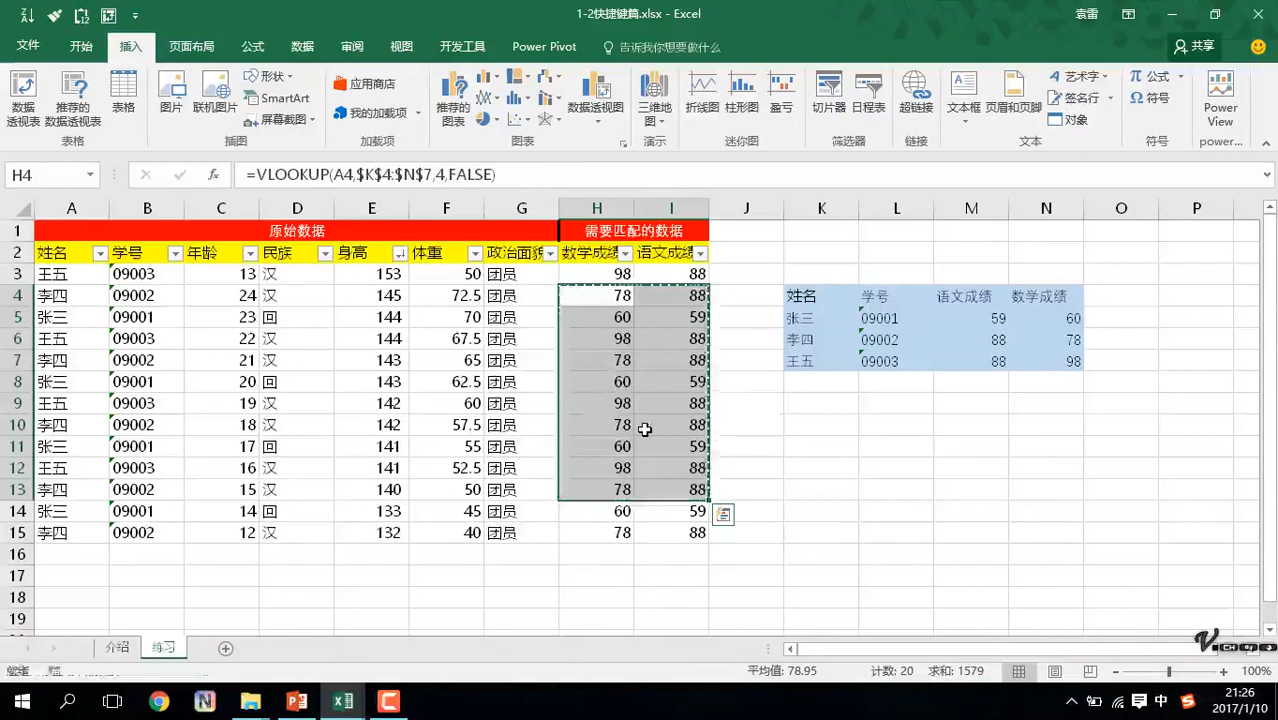 1-2快捷键篇.xlsx - Excel
袁雷
文件 开始 插入 页面布局 公式 数据 审阅 视图 开发工具 Power Pivot 告诉我你想要做什么 共享
数据透视表 推荐的数据透视表 表格 图片 联机图片 形状 SmartArt 屏幕截图 应用商店 我的加载项 推荐的图表 数据透视图 三维地图 折线图 柱形图 盈亏 切片器 日程表 超链接 文本框 页眉和页脚 艺术字 签名行 对象 公式 符号 Power View
表格 插图 加载项 图表 演示 迷你图 筛选器 链接 文本 符号 power...
H4 fx =VLOOKUP(A4,$K$4:$N$7,4,FALSE)
A B C D E F G H I J K L M N O P
1 原始数据 需要匹配的数据
2 姓名 学号 年龄 民族 身高 体重 政治面貌 数学成绩 语文成绩
3 王五 09003 13 汉 153 50 团员 98 88
4 李四 09002 24 汉 145 72.5 团员 78 88 姓名 学号 语文成绩 数学成绩
5 张三 09001 23 回 144 70 团员 60 59 张三 09001 59 60
6 王五 09003 22 汉 144 67.5 团员 98 88 李四 09002 88 78
7 李四 09002 21 汉 143 65 团员 78 88 王五 09003 88 98
8 张三 09001 20 回 143 62.5 团员 60 59
9 王五 09003 19 汉 142 60 团员 98 88
10 李四 09002 18 汉 142 57.5 团员 78 88
11 张三 09001 17 回 141 55 团员 60 59
12 王五 09003 16 汉 141 52.5 团员 98 88
13 李四 09002 15 汉 140 50 团员 78 88
14 张三 09001 14 回 133 45 团员 60 59
15 李四 09002 12 汉 132 40 团员 78 88
16
17
18
19
介绍 练习
平均值: 78.95 计数: 20 求和: 1579 100%
中 21:26
2017/1/10